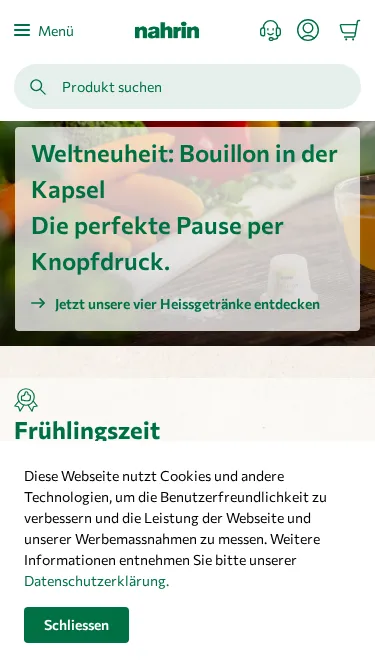 Menü
nahrin
Produkt suchen
Weltneuheit: Bouillon in der
Kapsel
Die perfekte Pause per
Knopfdruck.
Jetzt unsere vier Heissgetränke entdecken
Frühlingszeit
Diese Webseite nutzt Cookies und andere
Technologien, um die Benutzerfreundlichkeit zu
verbessern und die Leistung der Webseite und
unserer Werbemassnahmen zu messen. Weitere
Informationen entnehmen Sie bitte unserer
Datenschutzerklärung.
Schliessen